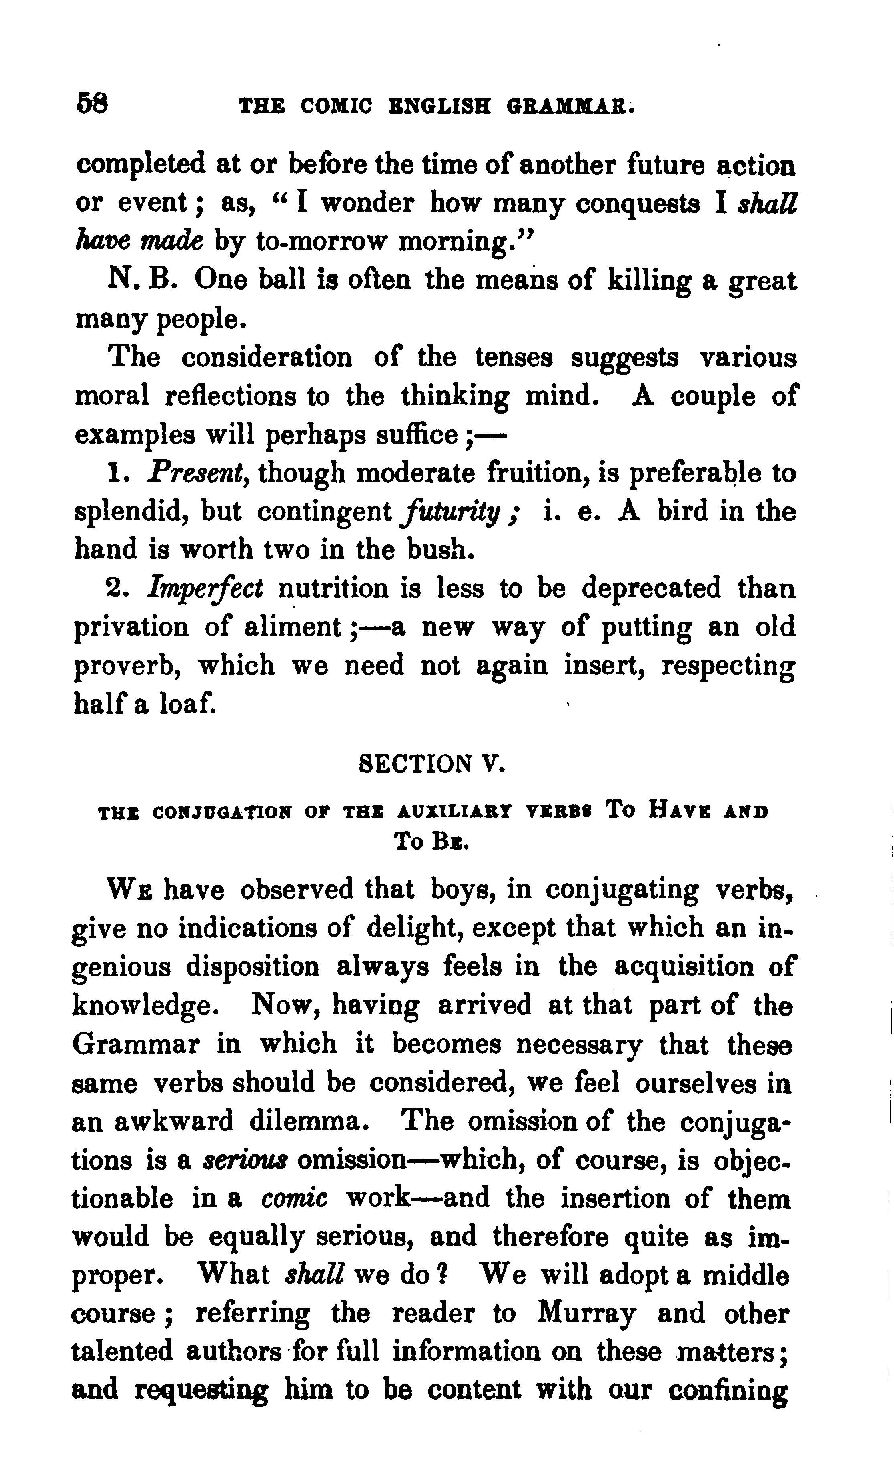 58 THE COMIC ENGLISH GRAMMAR.
completed at or before the time of another future action
or event; as, "I wonder how many conquests I shall
have made by to-morrow morning."
N. B. One ball is often the means of killing a great
many people.
The consideration of the tenses suggests various
moral reflections to the thinking mind. A couple of
examples will perhaps suffice;—
1. Present, though moderate fruition, is preferable to
splendid, but contingent futurity; i. e. A bird in the
hand is worth two in the bush.
2. Imperfect nutrition is less to be deprecated than
privation of aliment;—a new way of putting an old
proverb, which we need not again insert, respecting
half a loaf.
SECTION V.
THE CONJUGATION OF THE AUXILIARY VERBS TO HAVE AND
TO BE.
WE have observed that boys, in conjugating verbs,
give no indications of delight, except that which an in-
genious disposition always feels in the acquisition of
knowledge. Now, having arrived at that part of the
Grammar in which it becomes necessary that these
same verbs should be considered, we feel ourselves in
an awkward dilemma. The omission of the conjuga-
tions is a serious omission—which, of course, is objec-
tionable in a comic work—and the insertion of them
would be equally serious, and therefore quite as im-
proper. What shall we do? We will adopt a middle
course; referring the reader to Murray and other
talented authors for full information on these matters;
and requesting him to be content with our confining